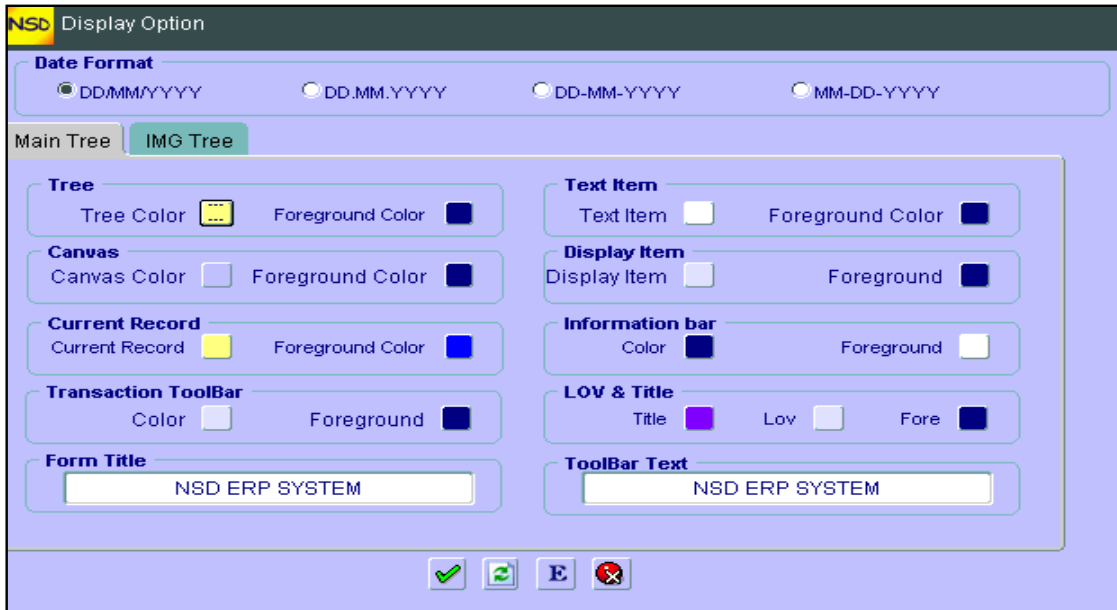 NSD Display Option
Date Format
DD/MM/YYYY DD.MM.YYYY DD-MM-YYYY MM-DD-YYYY
Main Tree IMG Tree
Tree Text Item
Tree Color Foreground Color Text Item Foreground Color
Canvas Display Item
Canvas Color Foreground Color Display Item Foreground
Current Record Information bar
Current Record Foreground Color Color Foreground
Transaction ToolBar LOV & Title
Color Foreground Title Lov Fore
Form Title ToolBar Text
NSD ERP SYSTEM NSD ERP SYSTEM
E